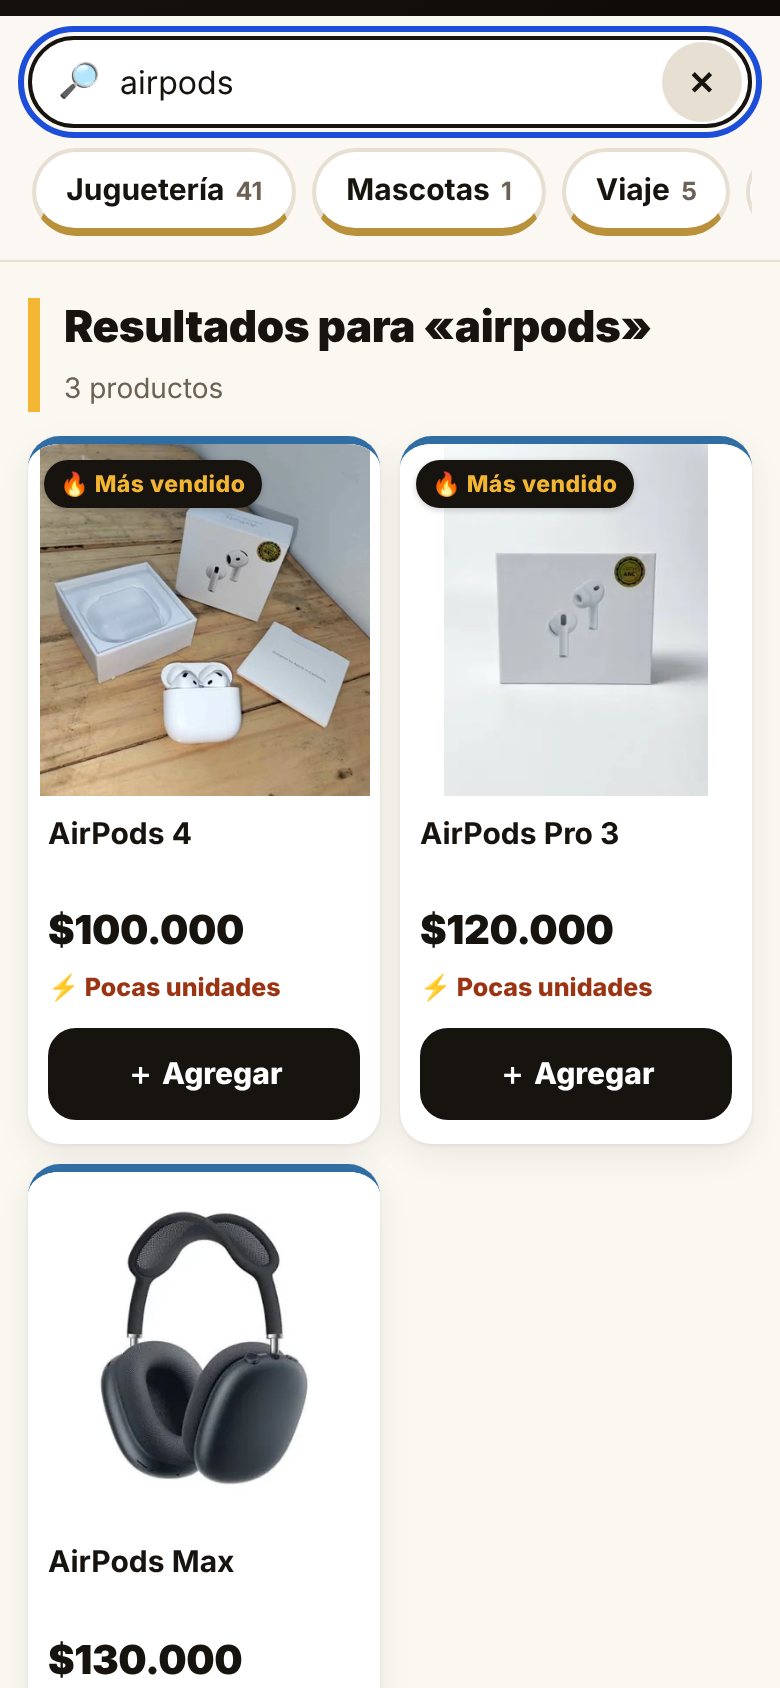 airpods
Juguetería 41 Mascotas 1 Viaje 5
Resultados para «airpods»
3 productos
Más vendido
Más vendido
AirPods 4
AirPods Pro 3
$100.000
$120.000
Pocas unidades
Pocas unidades
+ Agregar
+ Agregar
AirPods Max
$130.000